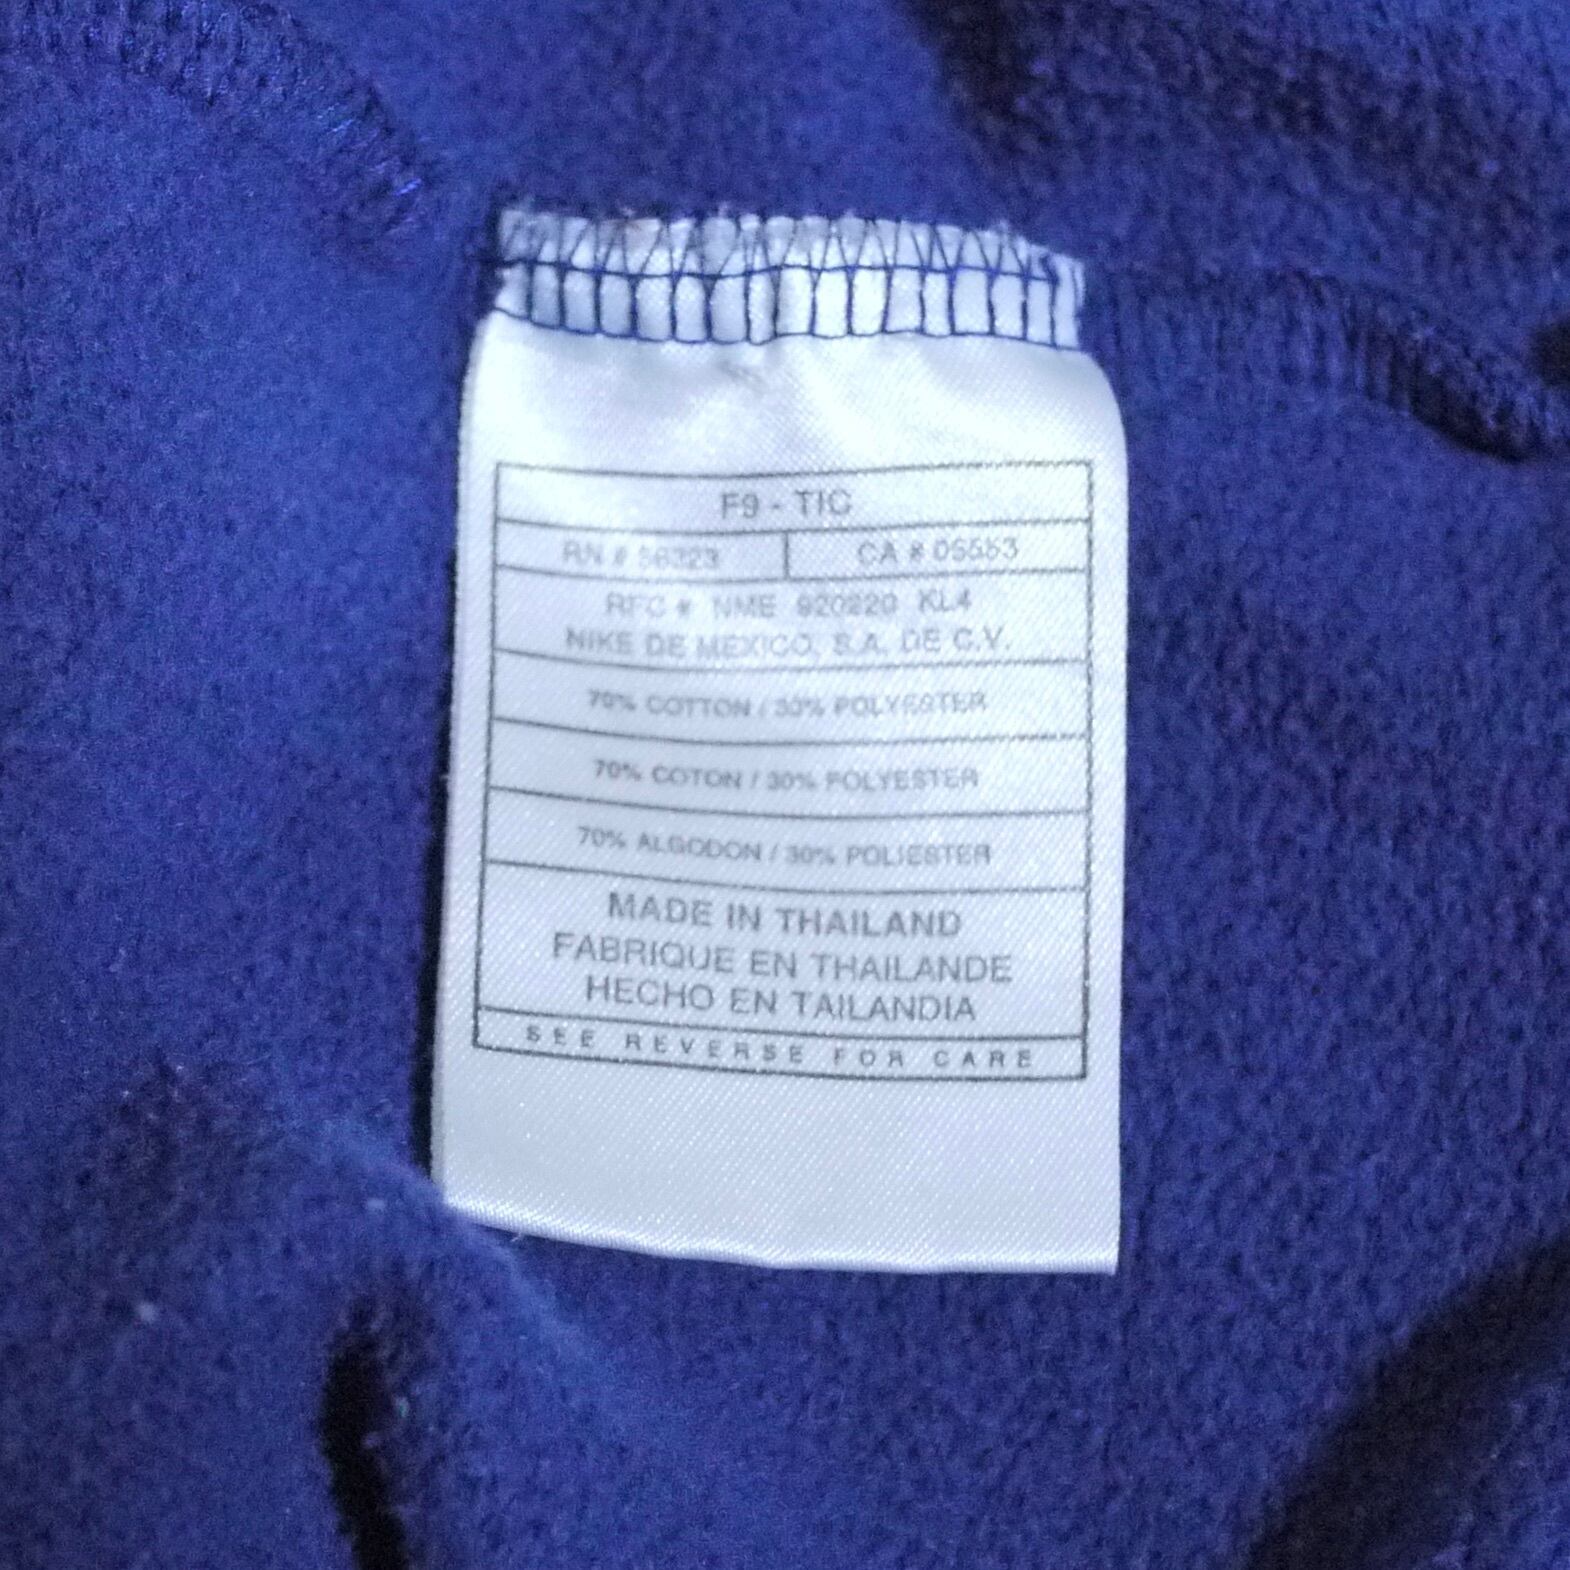 F9 - TIC
RN # 56323
CA # 05553
RFC # NME 920220 KL4
NIKE DE MEXICO, S.A. DE C.V.
70% COTTON / 30% POLYESTER
70% COTON / 30% POLYESTER
70% ALGODON / 30% POLIESTER
MADE IN THAILAND
FABRIQUE EN THAILANDE
HECHO EN TAILANDIA
SEE REVERSE FOR CARE